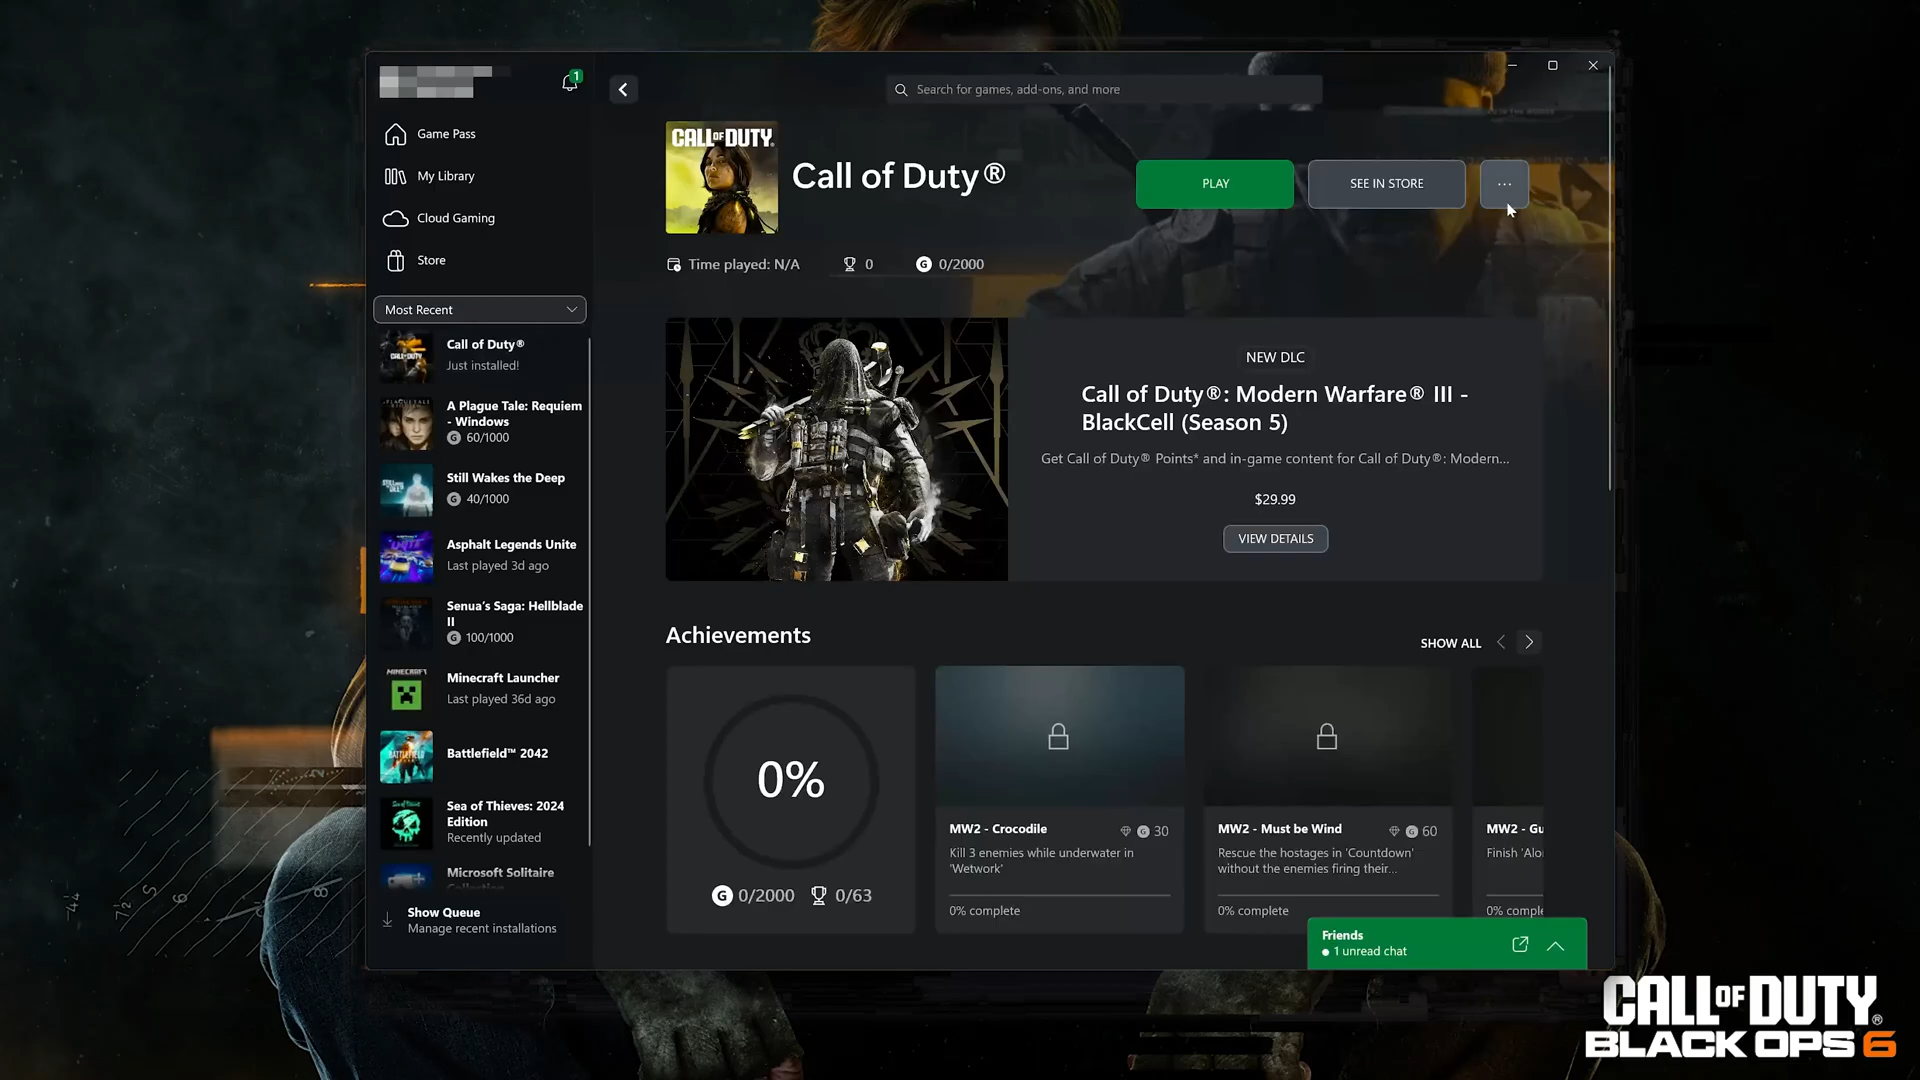 1
Search for games, add-ons, and more
Game Pass
My Library
Cloud Gaming
Store
Most Recent
Call of Duty®
Just installed!
A Plague Tale: Requiem
- Windows
60/1000
Still Wakes the Deep
40/1000
Asphalt Legends Unite
Last played 3d ago
Senua's Saga: Hellblade
II
100/1000
Minecraft Launcher
Last played 36d ago
Battlefield™ 2042
Sea of Thieves: 2024
Edition
Recently updated
Microsoft Solitaire
Collection
Show Queue
Manage recent installations
CALL OF DUTY®
Call of Duty®
PLAY
SEE IN STORE
...
Time played: N/A
0
G 0/2000
NEW DLC
Call of Duty®: Modern Warfare® III -
BlackCell (Season 5)
Get Call of Duty® Points* and in-game content for Call of Duty®: Modern...
$29.99
VIEW DETAILS
Achievements
SHOW ALL
0%
G 0/2000
0/63
MW2 - Crocodile
G 30
Kill 3 enemies while underwater in
'Wetwork'
0% complete
MW2 - Must be Wind
G 60
Rescue the hostages in 'Countdown'
without the enemies firing their...
0% complete
MW2 - Gu
Finish 'Alo
0% comple
Friends
1 unread chat
CALL OF DUTY®
BLACK OPS 6